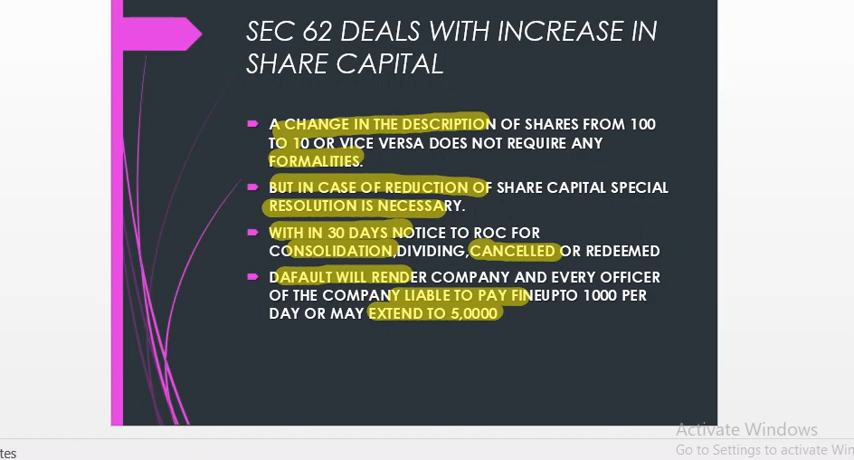 SEC 62 DEALS WITH INCREASE IN
SHARE CAPITAL
A CHANGE IN THE DESCRIPTION OF SHARES FROM 100
TO 10 OR VICE VERSA DOES NOT REQUIRE ANY
FORMALITIES.
BUT IN CASE OF REDUCTION OF SHARE CAPITAL SPECIAL
RESOLUTION IS NECESSARY.
WITH IN 30 DAYS NOTICE TO ROC FOR
CONSOLIDATION,DIVIDING,CANCELLED OR REDEEMED
DAFAULT WILL RENDER COMPANY AND EVERY OFFICER
OF THE COMPANY LIABLE TO PAY FINEUPTO 1000 PER
DAY OR MAY EXTEND TO 5,0000
Activate Windows
Go to Settings to activate Win
tes